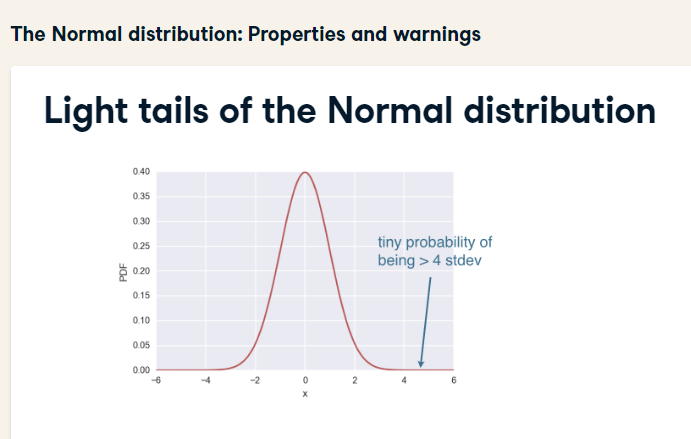 The Normal distribution: Properties and warnings
Light tails of the Normal distribution
0.40
0.35
0.30
0.25
0.20
0.15
0.10
0.05
0.00
PDF
tiny probability of
being > 4 stdev
−6 −4 −2 0 2 4 6
x